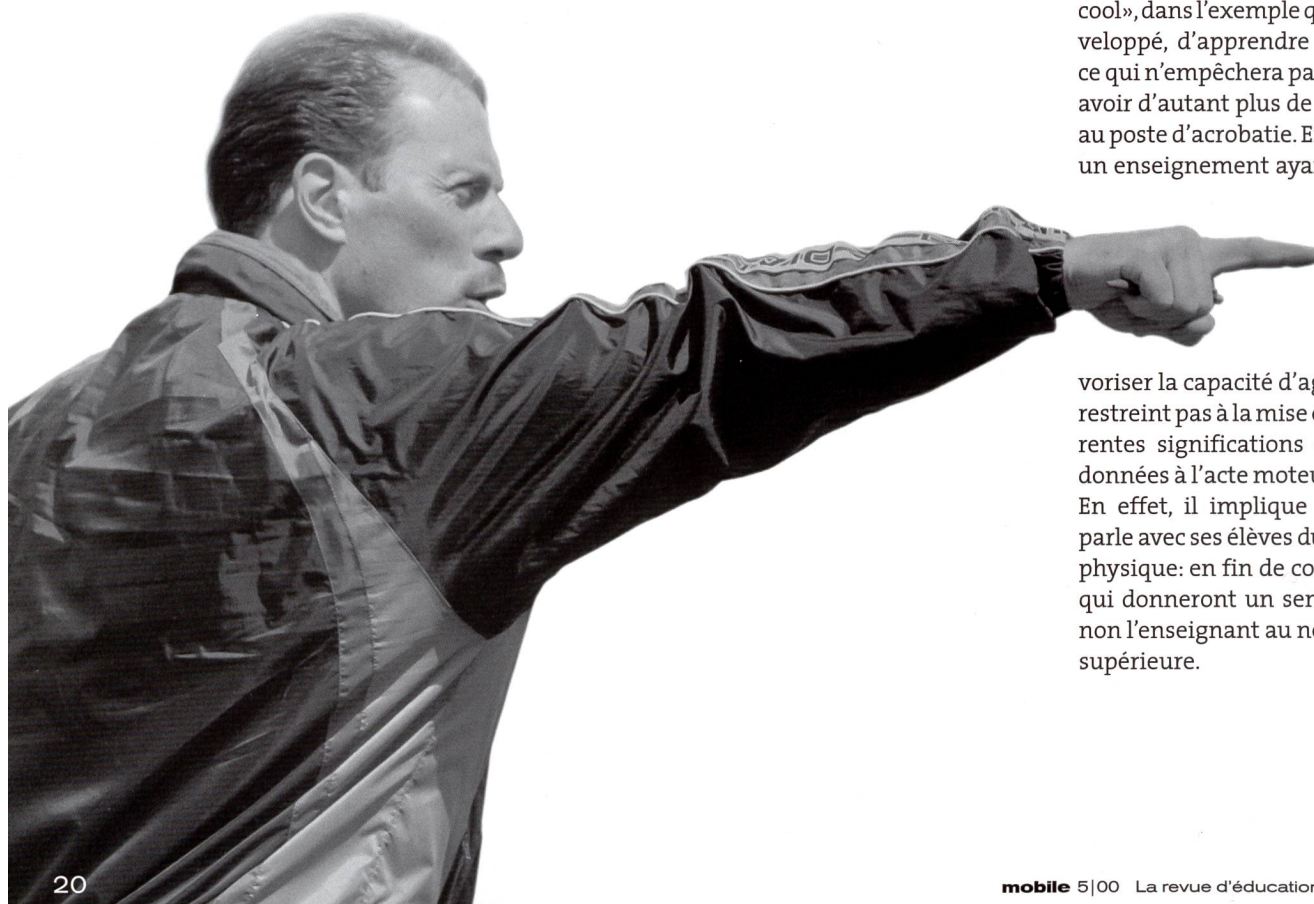 cool», dans l'exemple q
veloppé, d'apprendre
ce qui n'empêchera pa
avoir d'autant plus de
au poste d'acrobatie. E
un enseignement aya
voriser la capacité d'ag
restreint pas à la mise
rentes significations
données à l'acte moteu
En effet, il implique
parle avec ses élèves du
physique: en fin de co
qui donneront un sen
non l'enseignant au no
supérieure.
20
mobile 5|00 La revue d'éducation